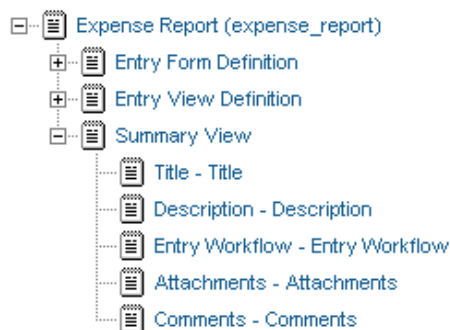 Expense Report (expense_report)
Entry Form Definition
Entry View Definition
Summary View
Title - Title
Description - Description
Entry Workflow - Entry Workflow
Attachments - Attachments
Comments - Comments